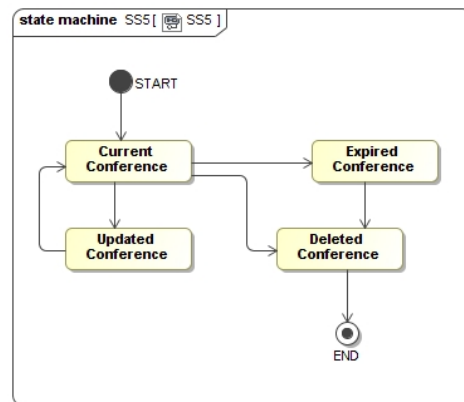 state machine SS5[ SS5 ]
START
Current
Conference
Expired
Conference
Updated
Conference
Deleted
Conference
END